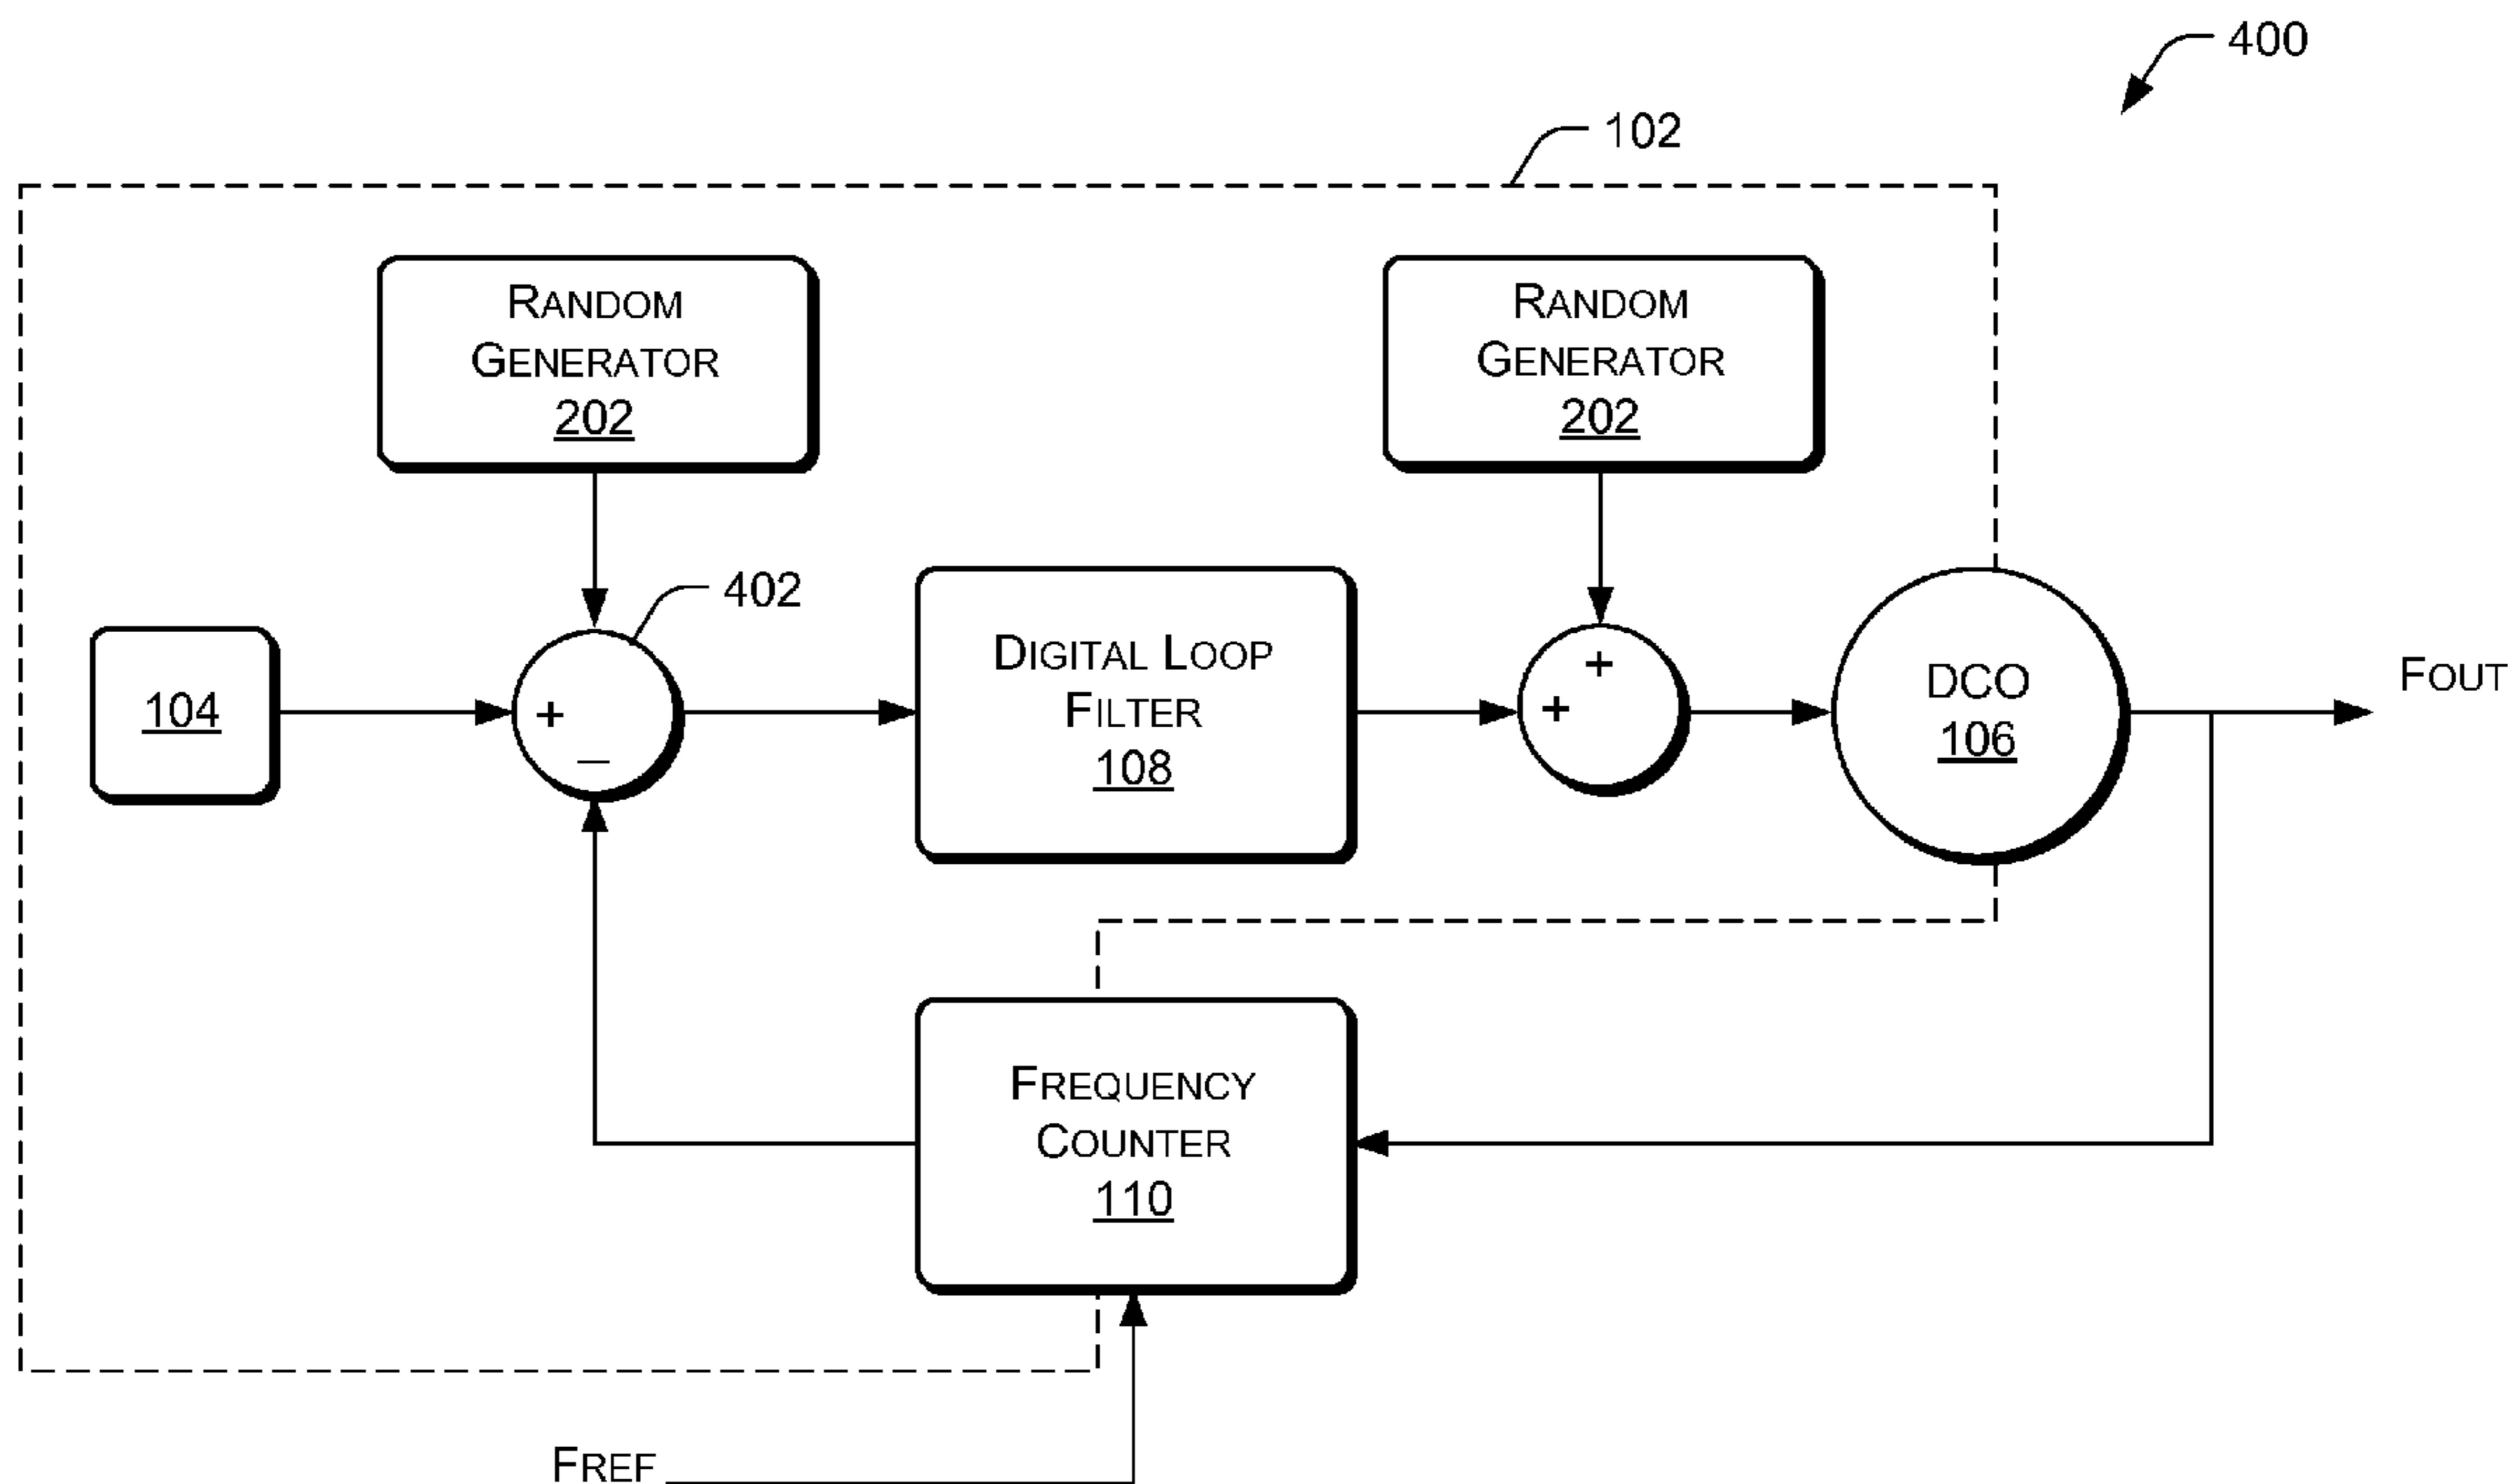 400
102
RANDOM
GENERATOR
202
RANDOM
GENERATOR
202
402
104
+
–
DIGITAL LOOP
FILTER
108
+
+
DCO
106
FOUT
FREQUENCY
COUNTER
110
FREF